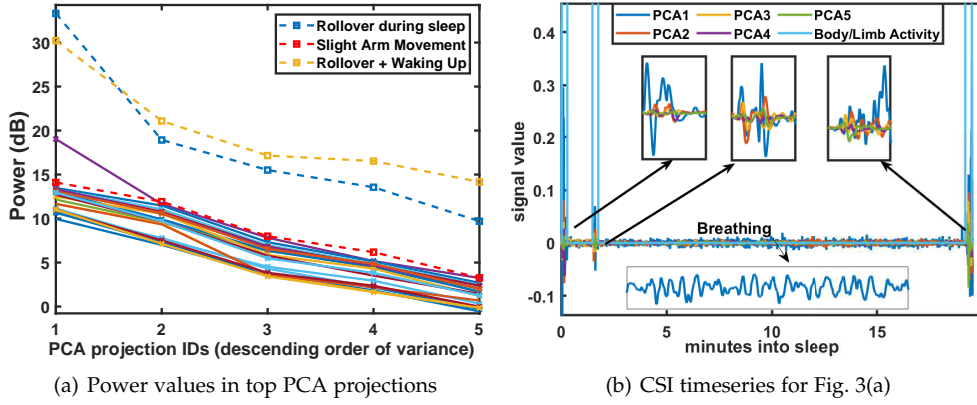 Rollover during sleep
Slight Arm Movement
Rollover + Waking Up
Power (dB)
30
25
20
15
10
5
0
1 2 3 4 5
PCA projection IDs (descending order of variance)
(a) Power values in top PCA projections
PCA1 PCA3 PCA5
PCA2 PCA4 Body/Limb Activity
signal value
0.4
0.3
0.2
0.1
0
-0.1
Breathing
0 5 10 15
minutes into sleep
(b) CSI timeseries for Fig. 3(a)